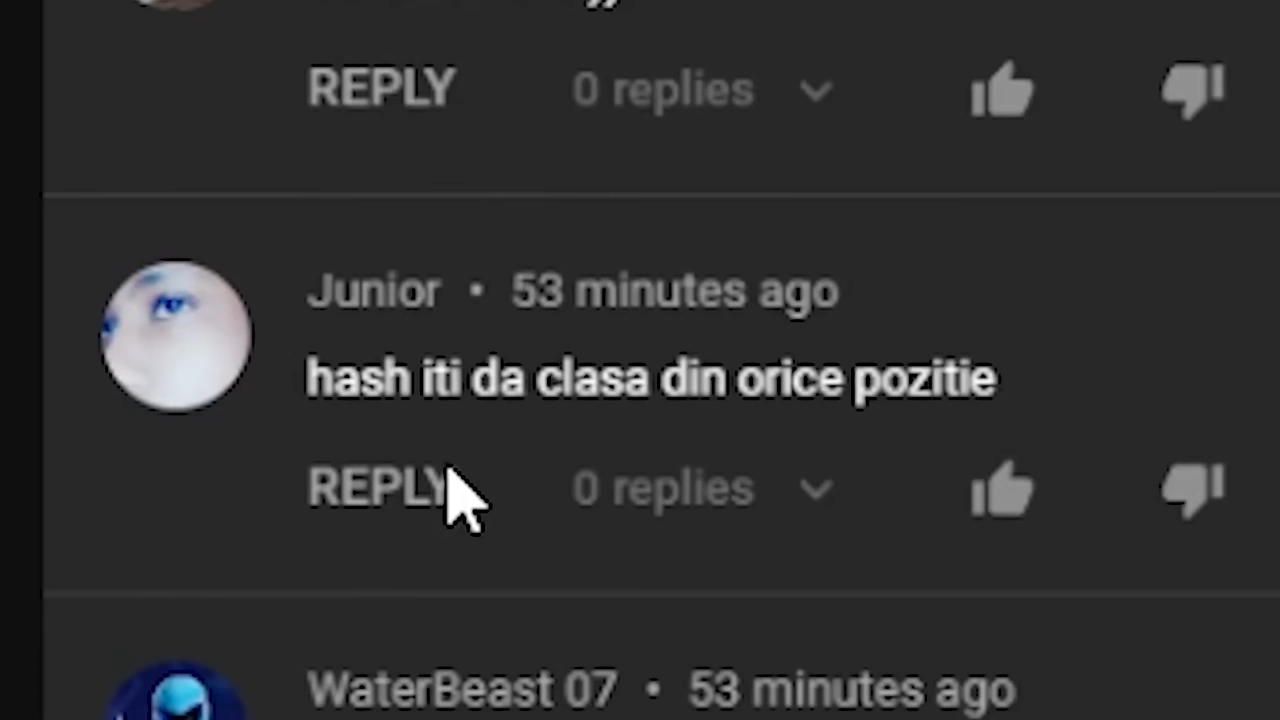 REPLY 0 replies
Junior • 53 minutes ago
hash iti da clasa din orice pozitie
REPLY 0 replies
WaterBeast 07 • 53 minutes ago